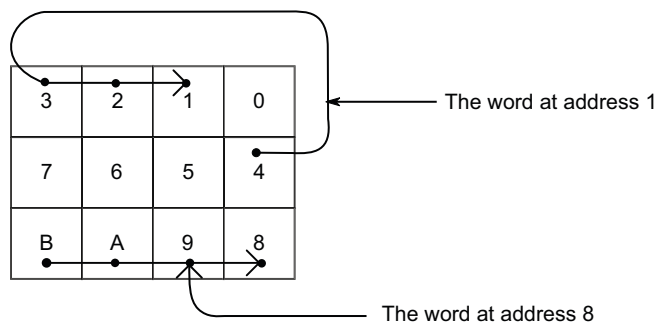 3 2 1 0
The word at address 1
7 6 5 4
B A 9 8
The word at address 8